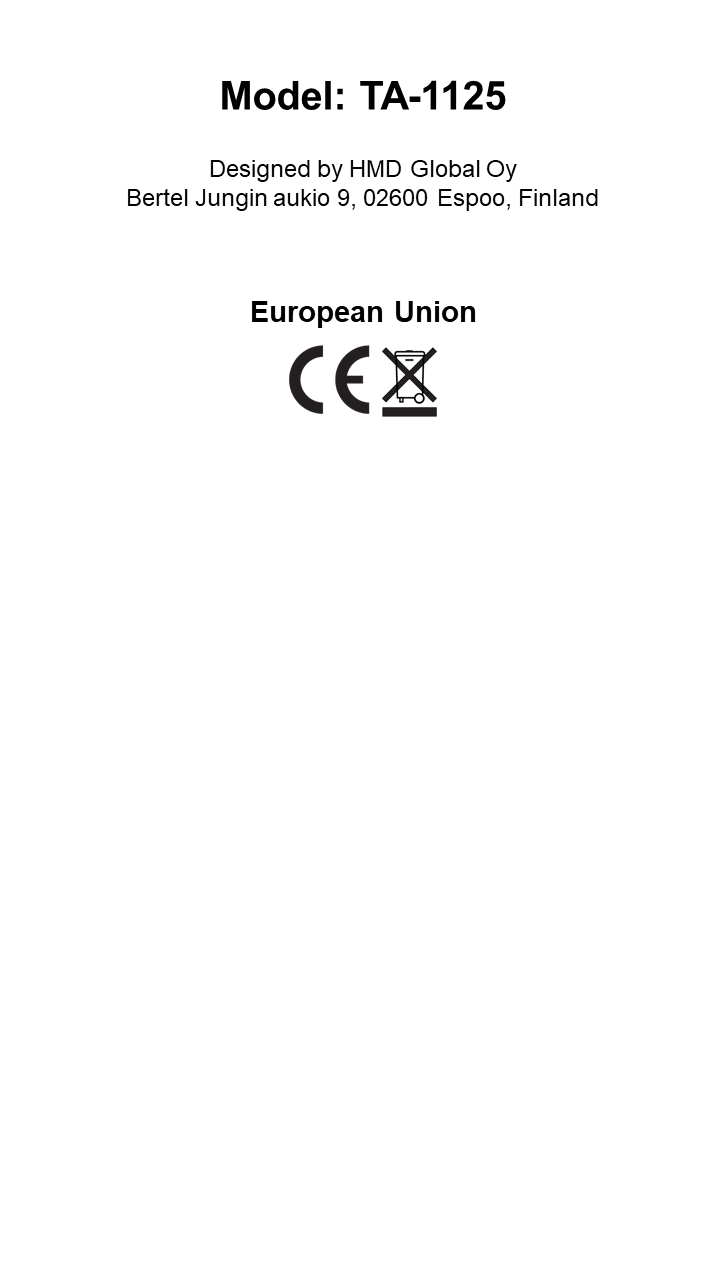 Model: TA-1125
Designed by HMD Global Oy
Bertel Jungin aukio 9, 02600 Espoo, Finland
European Union
CE